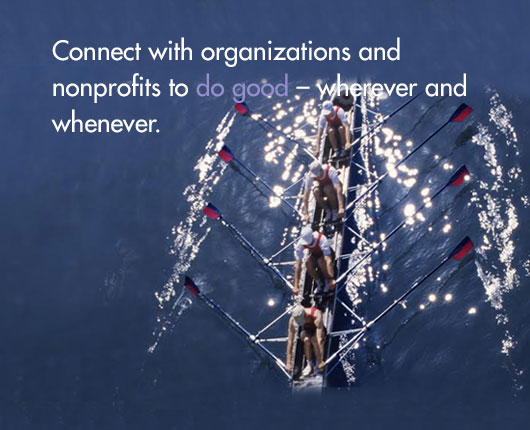 Connect with organizations and
nonprofits to do good – wherever and
whenever.